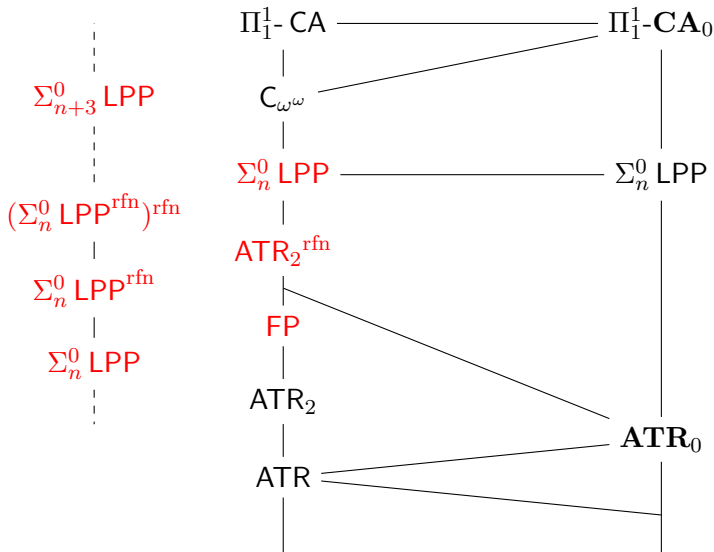 Π¹₁- CA Π¹₁-CA₀
Σ⁰ₙ₊₃ LPP C_{ω^ω}
Σ⁰ₙ LPP Σ⁰ₙ LPP
(Σ⁰ₙ LPP^{rfn})^{rfn}
ATR₂^{rfn}
Σ⁰ₙ LPP^{rfn}
FP
Σ⁰ₙ LPP
ATR₂
ATR₀
ATR